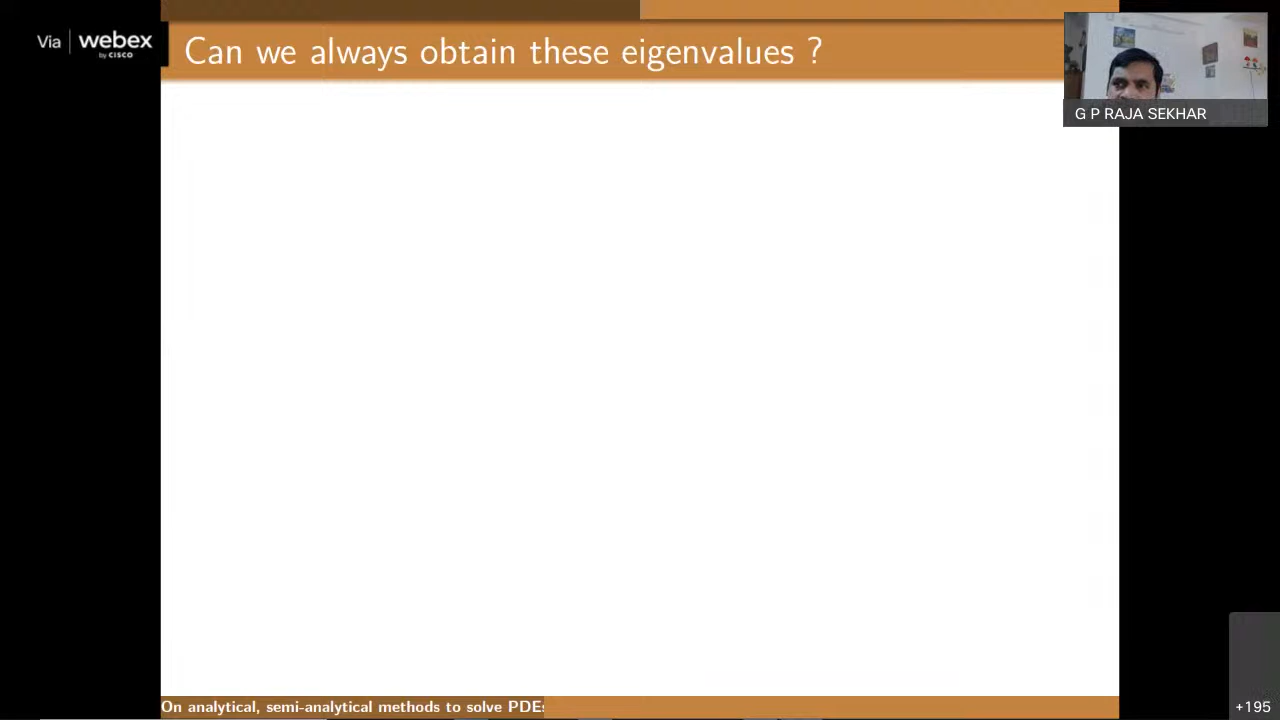 Via webex
by CISCO
Can we always obtain these eigenvalues ?
G P RAJA SEKHAR
On analytical, semi-analytical methods to solve PDEs
+195